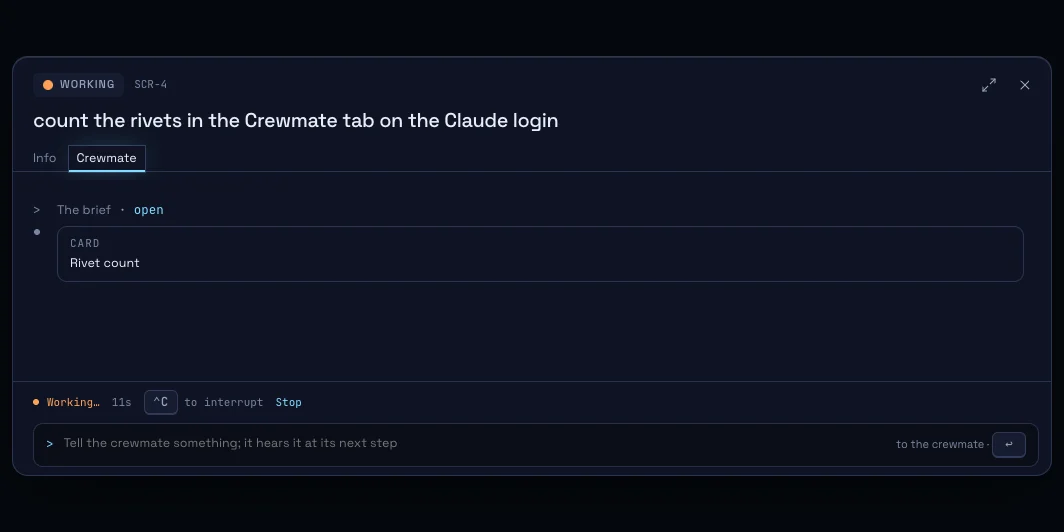 WORKING SCR-4
count the rivets in the Crewmate tab on the Claude login
Info Crewmate
> The brief · open
CARD
Rivet count
Working… 11s ^C to interrupt Stop
> Tell the crewmate something; it hears it at its next step to the crewmate · ↩